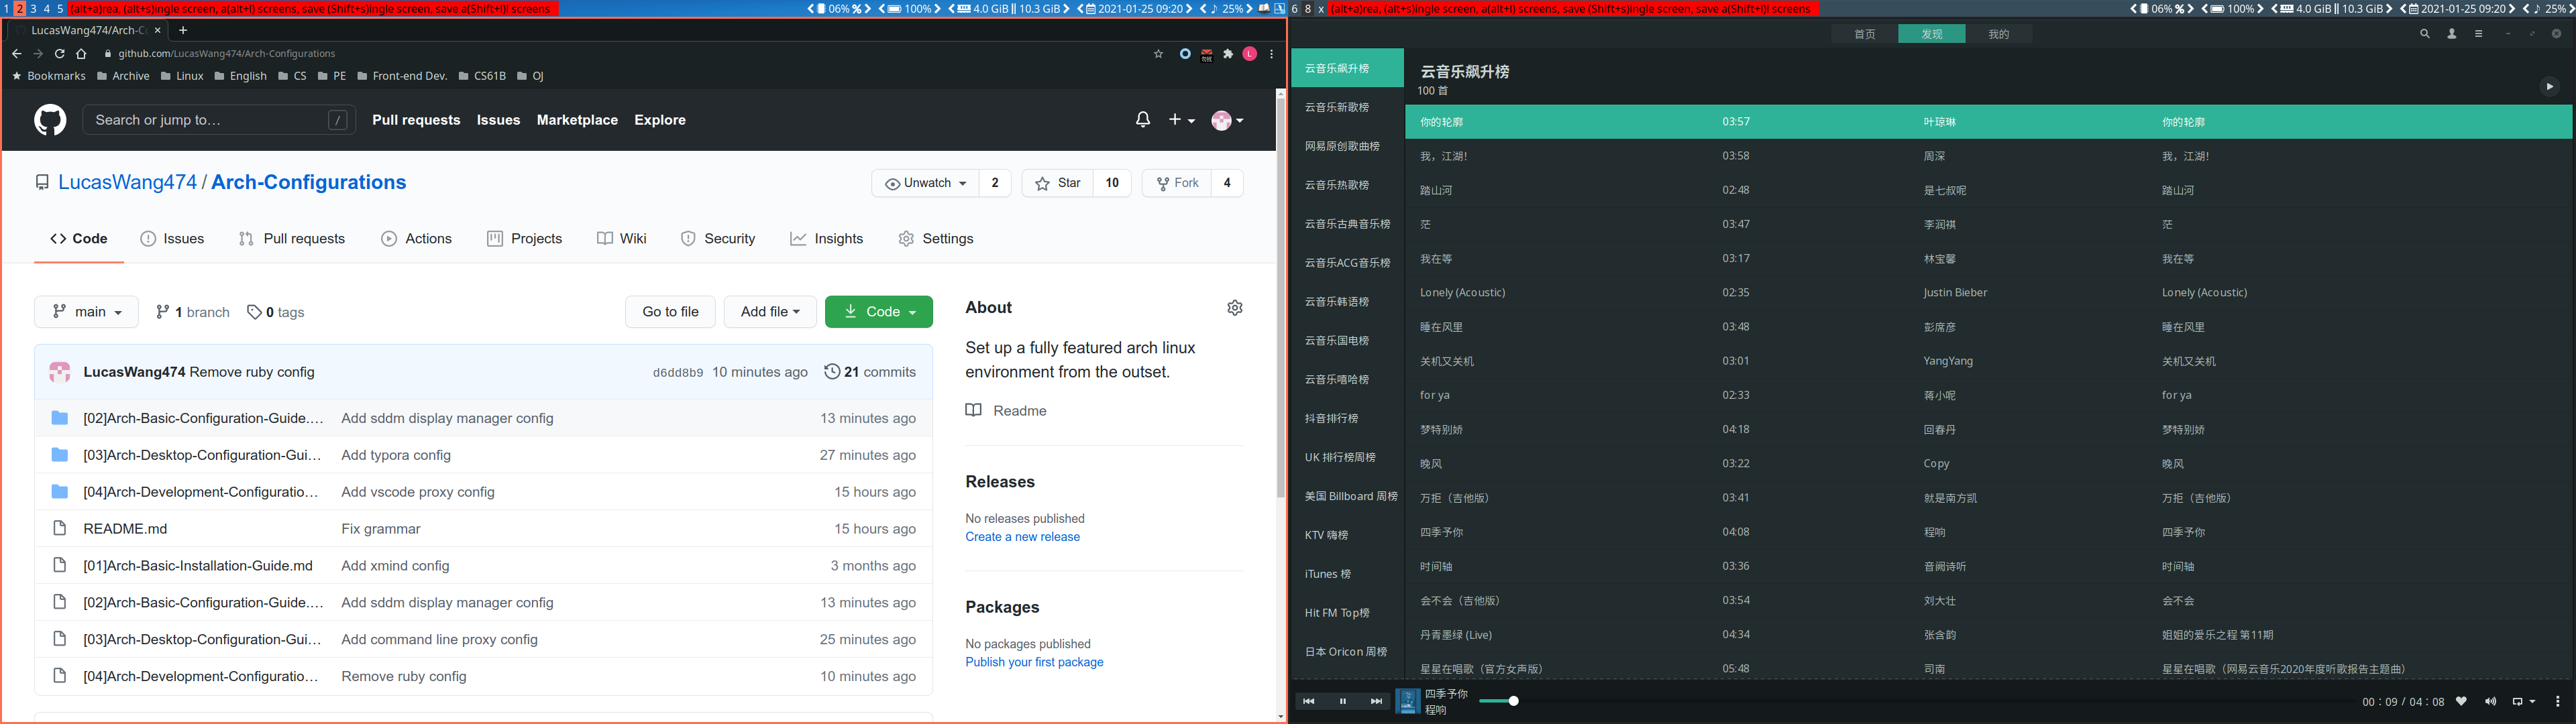 1 2 3 4 5 (alt+a)rea, (alt+s)ingle screen, a(alt+l) screens, save (Shift+s)ingle screen, save a(Shift+l)l screens
06% 100% 4.0 GiB || 10.3 GiB 2021-01-25 09:20 25%
LucasWang474/Arch-Co
github.com/LucasWang474/Arch-Configurations
Bookmarks Archive Linux English CS PE Front-end Dev. CS61B OJ
Search or jump to… / Pull requests Issues Marketplace Explore
LucasWang474 / Arch-Configurations
Unwatch 2 Star 10 Fork 4
Code Issues Pull requests Actions Projects Wiki Security Insights Settings
main 1 branch 0 tags Go to file Add file Code
LucasWang474 Remove ruby config d6dd8b9 10 minutes ago 21 commits
[02]Arch-Basic-Configuration-Guide.… Add sddm display manager config 13 minutes ago
[03]Arch-Desktop-Configuration-Gui… Add typora config 27 minutes ago
[04]Arch-Development-Configuratio… Add vscode proxy config 15 hours ago
README.md Fix grammar 15 hours ago
[01]Arch-Basic-Installation-Guide.md Add xmind config 3 months ago
[02]Arch-Basic-Configuration-Guide.… Add sddm display manager config 13 minutes ago
[03]Arch-Desktop-Configuration-Gui… Add command line proxy config 25 minutes ago
[04]Arch-Development-Configuratio… Remove ruby config 10 minutes ago
About
Set up a fully featured arch linux
environment from the outset.
Readme
Releases
No releases published
Create a new release
Packages
No packages published
Publish your first package
6 8 x (alt+a)rea, (alt+s)ingle screen, a(alt+l) screens, save (Shift+s)ingle screen, save a(Shift+l)l screens
06% 100% 4.0 GiB || 10.3 GiB 2021-01-25 09:20 25%
首页 发现 我的
云音乐飙升榜
云音乐新歌榜
网易原创歌曲榜
云音乐热歌榜
云音乐古典音乐榜
云音乐ACG音乐榜
云音乐韩语榜
云音乐国电榜
云音乐嘻哈榜
抖音排行榜
UK 排行榜周榜
美国 Billboard 周榜
KTV 嗨榜
iTunes 榜
Hit FM Top榜
日本 Oricon 周榜
云音乐飙升榜
100 首
你的轮廓 03:57 叶琼琳 你的轮廓
我，江湖！ 03:58 周深 我，江湖！
踏山河 02:48 是七叔呢 踏山河
茫 03:47 李润祺 茫
我在等 03:17 林宝馨 我在等
Lonely (Acoustic) 02:35 Justin Bieber Lonely (Acoustic)
睡在风里 03:48 彭席彦 睡在风里
关机又关机 03:01 YangYang 关机又关机
for ya 02:33 蒋小呢 for ya
梦特别娇 04:18 回春丹 梦特别娇
晚风 03:22 Copy 晚风
万拒（吉他版） 03:41 就是南方凯 万拒（吉他版）
四季予你 04:08 程响 四季予你
时间轴 03:36 音阙诗听 时间轴
会不会（吉他版） 03:54 刘大壮 会不会
丹青墨绿 (Live) 04:34 张含韵 姐姐的爱乐之程 第11期
星星在唱歌（官方女声版） 05:48 司南 星星在唱歌（网易云音乐2020年度听歌报告主题曲）
四季予你
程响
00 : 09 / 04 : 08